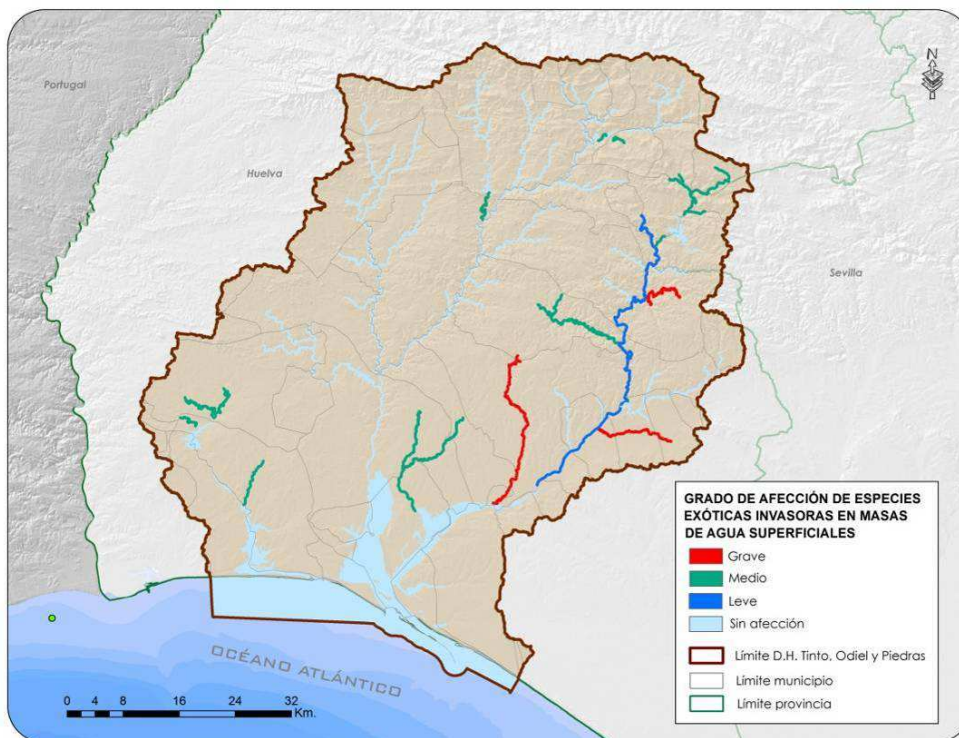 N
Portugal
Huelva
Sevilla
OCÉANO ATLÁNTICO
0 4 8 16 24 32
Km.
GRADO DE AFECCIÓN DE ESPECIES
EXÓTICAS INVASORAS EN MASAS
DE AGUA SUPERFICIALES
Grave
Medio
Leve
Sin afección
Límite D.H. Tinto, Odiel y Piedras
Límite municipio
Límite provincia